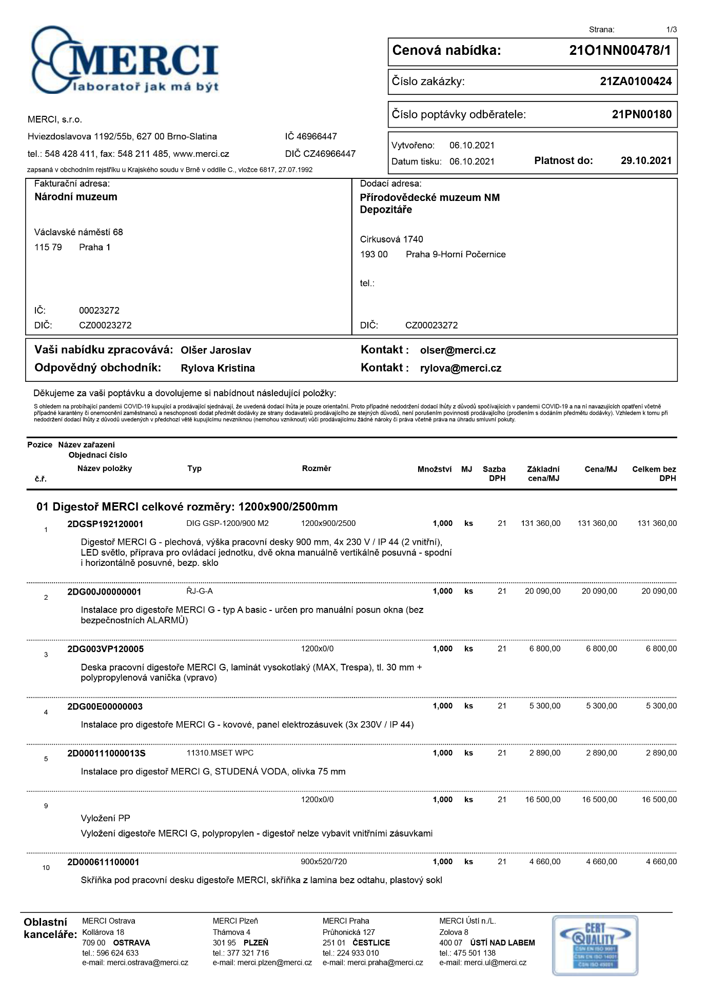 MERCI
laboratoř jak má být
Strana: 1/3
Cenová nabídka: 21O1NN00478/1
Číslo zakázky: 21ZA0100424
Číslo poptávky odběratele: 21PN00180
MERCI, s.r.o.
Hviezdoslavova 1192/55b, 627 00 Brno-Slatina IČ 46966447
tel.: 548 428 411, fax: 548 211 485, www.merci.cz DIČ CZ46966447
zapsaná v obchodním rejstříku u Krajského soudu v Brně v oddíle C., vložce 6817, 27.07.1992
Vytvořeno: 06.10.2021
Datum tisku: 06.10.2021 Platnost do: 29.10.2021
Fakturační adresa:
Národní muzeum
Václavské náměstí 68
115 79 Praha 1
IČ: 00023272
DIČ: CZ00023272
Dodací adresa:
Přírodovědecké muzeum NM
Depozitáře
Cirkusová 1740
193 00 Praha 9-Horní Počernice
tel.:
DIČ: CZ00023272
Vaši nabídku zpracovává: Olšer Jaroslav Kontakt : olser@merci.cz
Odpovědný obchodník: Rylova Kristina Kontakt : rylova@merci.cz
Děkujeme za vaši poptávku a dovolujeme si nabídnout následující položky:
S ohledem na probíhající pandemii COVID-19 kupující a prodávající sjednávají, že uvedená dodací lhůta je pouze orientační. Proto případné nedodržení dodací lhůty z důvodů spočívajících v pandemii COVID-19 a na ní navazujících opatření včetně
případné karantény či onemocnění zaměstnanců a neschopnosti dodat předmět dodávky ze strany dodavatelů prodávajícího ze stejných důvodů, není porušením povinnosti prodávajícího (prodlením s dodáním předmětu dodávky). Vzhledem k tomu při
nedodržení dodací lhůty z důvodů uvedených v předchozí větě kupujícímu nevzniknou (nemohou vzniknout) vůči prodávajícímu žádné nároky či práva včetně práva na úhradu smluvní pokuty.
Pozice Název zařazení
Objednací číslo
Název položky Typ Rozměr Množství MJ Sazba Základní Cena/MJ Celkem bez
č.ř. DPH cena/MJ DPH
01 Digestoř MERCI celkové rozměry: 1200x900/2500mm
1 2DGSP192120001 DIG GSP-1200/900 M2 1200x900/2500 1,000 ks 21 131 360,00 131 360,00 131 360,00
Digestoř MERCI G - plechová, výška pracovní desky 900 mm, 4x 230 V / IP 44 (2 vnitřní),
LED světlo, příprava pro ovládací jednotku, dvě okna manuálně vertikálně posuvná - spodní
i horizontálně posuvné, bezp. sklo
2 2DG00J00000001 ŘJ-G-A 1,000 ks 21 20 090,00 20 090,00 20 090,00
Instalace pro digestoře MERCI G - typ A basic - určen pro manuální posun okna (bez
bezpečnostních ALARMŮ)
3 2DG003VP120005 1200x0/0 1,000 ks 21 6 800,00 6 800,00 6 800,00
Deska pracovní digestoře MERCI G, laminát vysokotlaký (MAX, Trespa), tl. 30 mm +
polypropylenová vanička (vpravo)
4 2DG00E00000003 1,000 ks 21 5 300,00 5 300,00 5 300,00
Instalace pro digestoře MERCI G - kovové, panel elektrozásuvek (3x 230V / IP 44)
5 2D000111000013S 11310.MSET WPC 1,000 ks 21 2 890,00 2 890,00 2 890,00
Instalace pro digestoř MERCI G, STUDENÁ VODA, olivka 75 mm
9 1200x0/0 1,000 ks 21 16 500,00 16 500,00 16 500,00
Vyložení PP
Vyložení digestoře MERCI G, polypropylen - digestoř nelze vybavit vnitřními zásuvkami
10 2D000611100001 900x520/720 1,000 ks 21 4 660,00 4 660,00 4 660,00
Skříňka pod pracovní desku digestoře MERCI, skříňka z lamina bez odtahu, plastový sokl
Oblastní
kanceláře:
MERCI Ostrava
Kollárova 18
709 00 OSTRAVA
tel.: 596 624 633
e-mail: merci.ostrava@merci.cz
MERCI Plzeň
Thámova 4
301 95 PLZEŇ
tel.: 377 321 716
e-mail: merci.plzen@merci.cz
MERCI Praha
Průhonická 127
251 01 ČESTLICE
tel.: 224 933 010
e-mail: merci.praha@merci.cz
MERCI Ústí n./L.
Zolova 8
400 07 ÚSTÍ NAD LABEM
tel.: 475 501 138
e-mail: merci.ul@merci.cz
CERT
QUALITY
ČSN EN ISO 9001
ČSN EN ISO 14001
ČSN ISO 45001